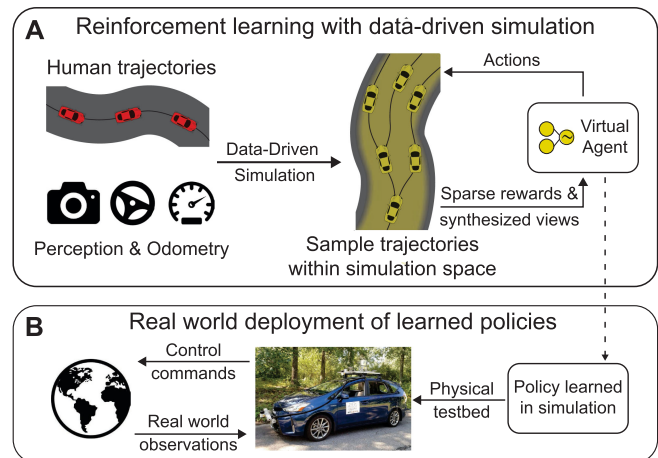 A
Reinforcement learning with data-driven simulation
Human trajectories
Data-Driven
Simulation
Perception & Odometry
Actions
Virtual
Agent
Sparse rewards &
synthesized views
Sample trajectories
within simulation space
B
Real world deployment of learned policies
Control
commands
Real world
observations
Physical
testbed
Policy learned
in simulation